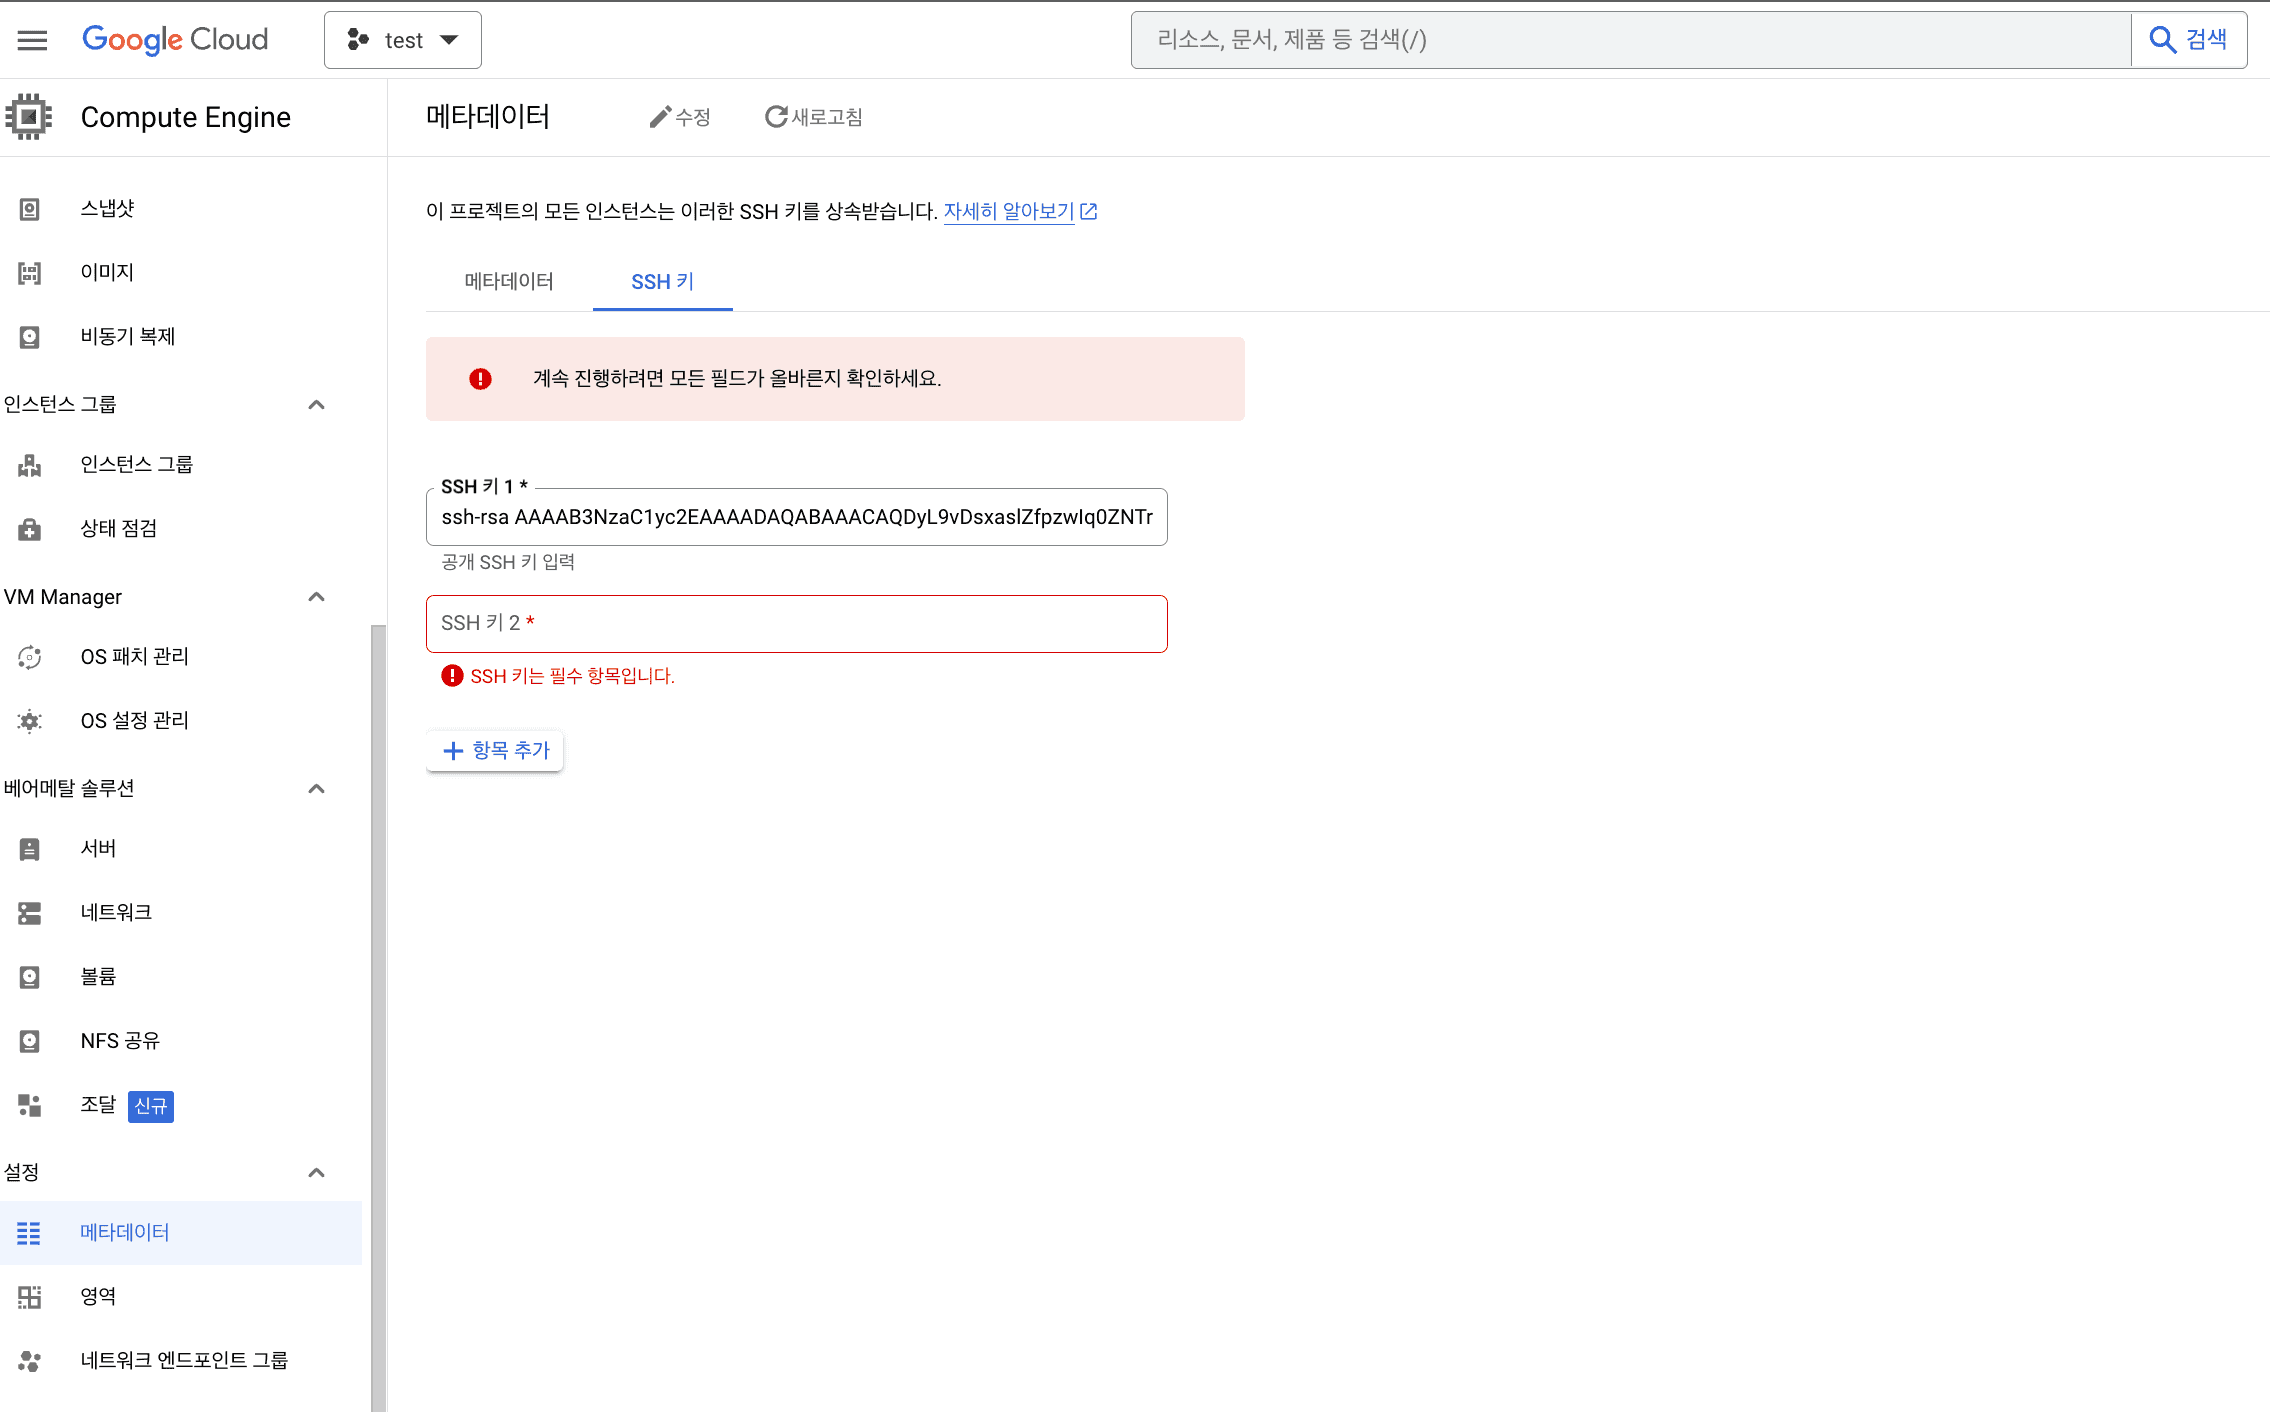 Google Cloud
test
리소스, 문서, 제품 등 검색(/)
검색
Compute Engine
메타데이터
수정
새로고침
스냅샷
이미지
비동기 복제
인스턴스 그룹
인스턴스 그룹
상태 점검
VM Manager
OS 패치 관리
OS 설정 관리
베어메탈 솔루션
서버
네트워크
볼륨
NFS 공유
조달 신규
설정
메타데이터
영역
네트워크 엔드포인트 그룹
이 프로젝트의 모든 인스턴스는 이러한 SSH 키를 상속받습니다. 자세히 알아보기
메타데이터
SSH 키
계속 진행하려면 모든 필드가 올바른지 확인하세요.
SSH 키 1 *
ssh-rsa AAAAB3NzaC1yc2EAAAADAQABAAACAQDyL9vDsxaslZfpzwIq0ZNTr
공개 SSH 키 입력
SSH 키 2 *
SSH 키는 필수 항목입니다.
+ 항목 추가